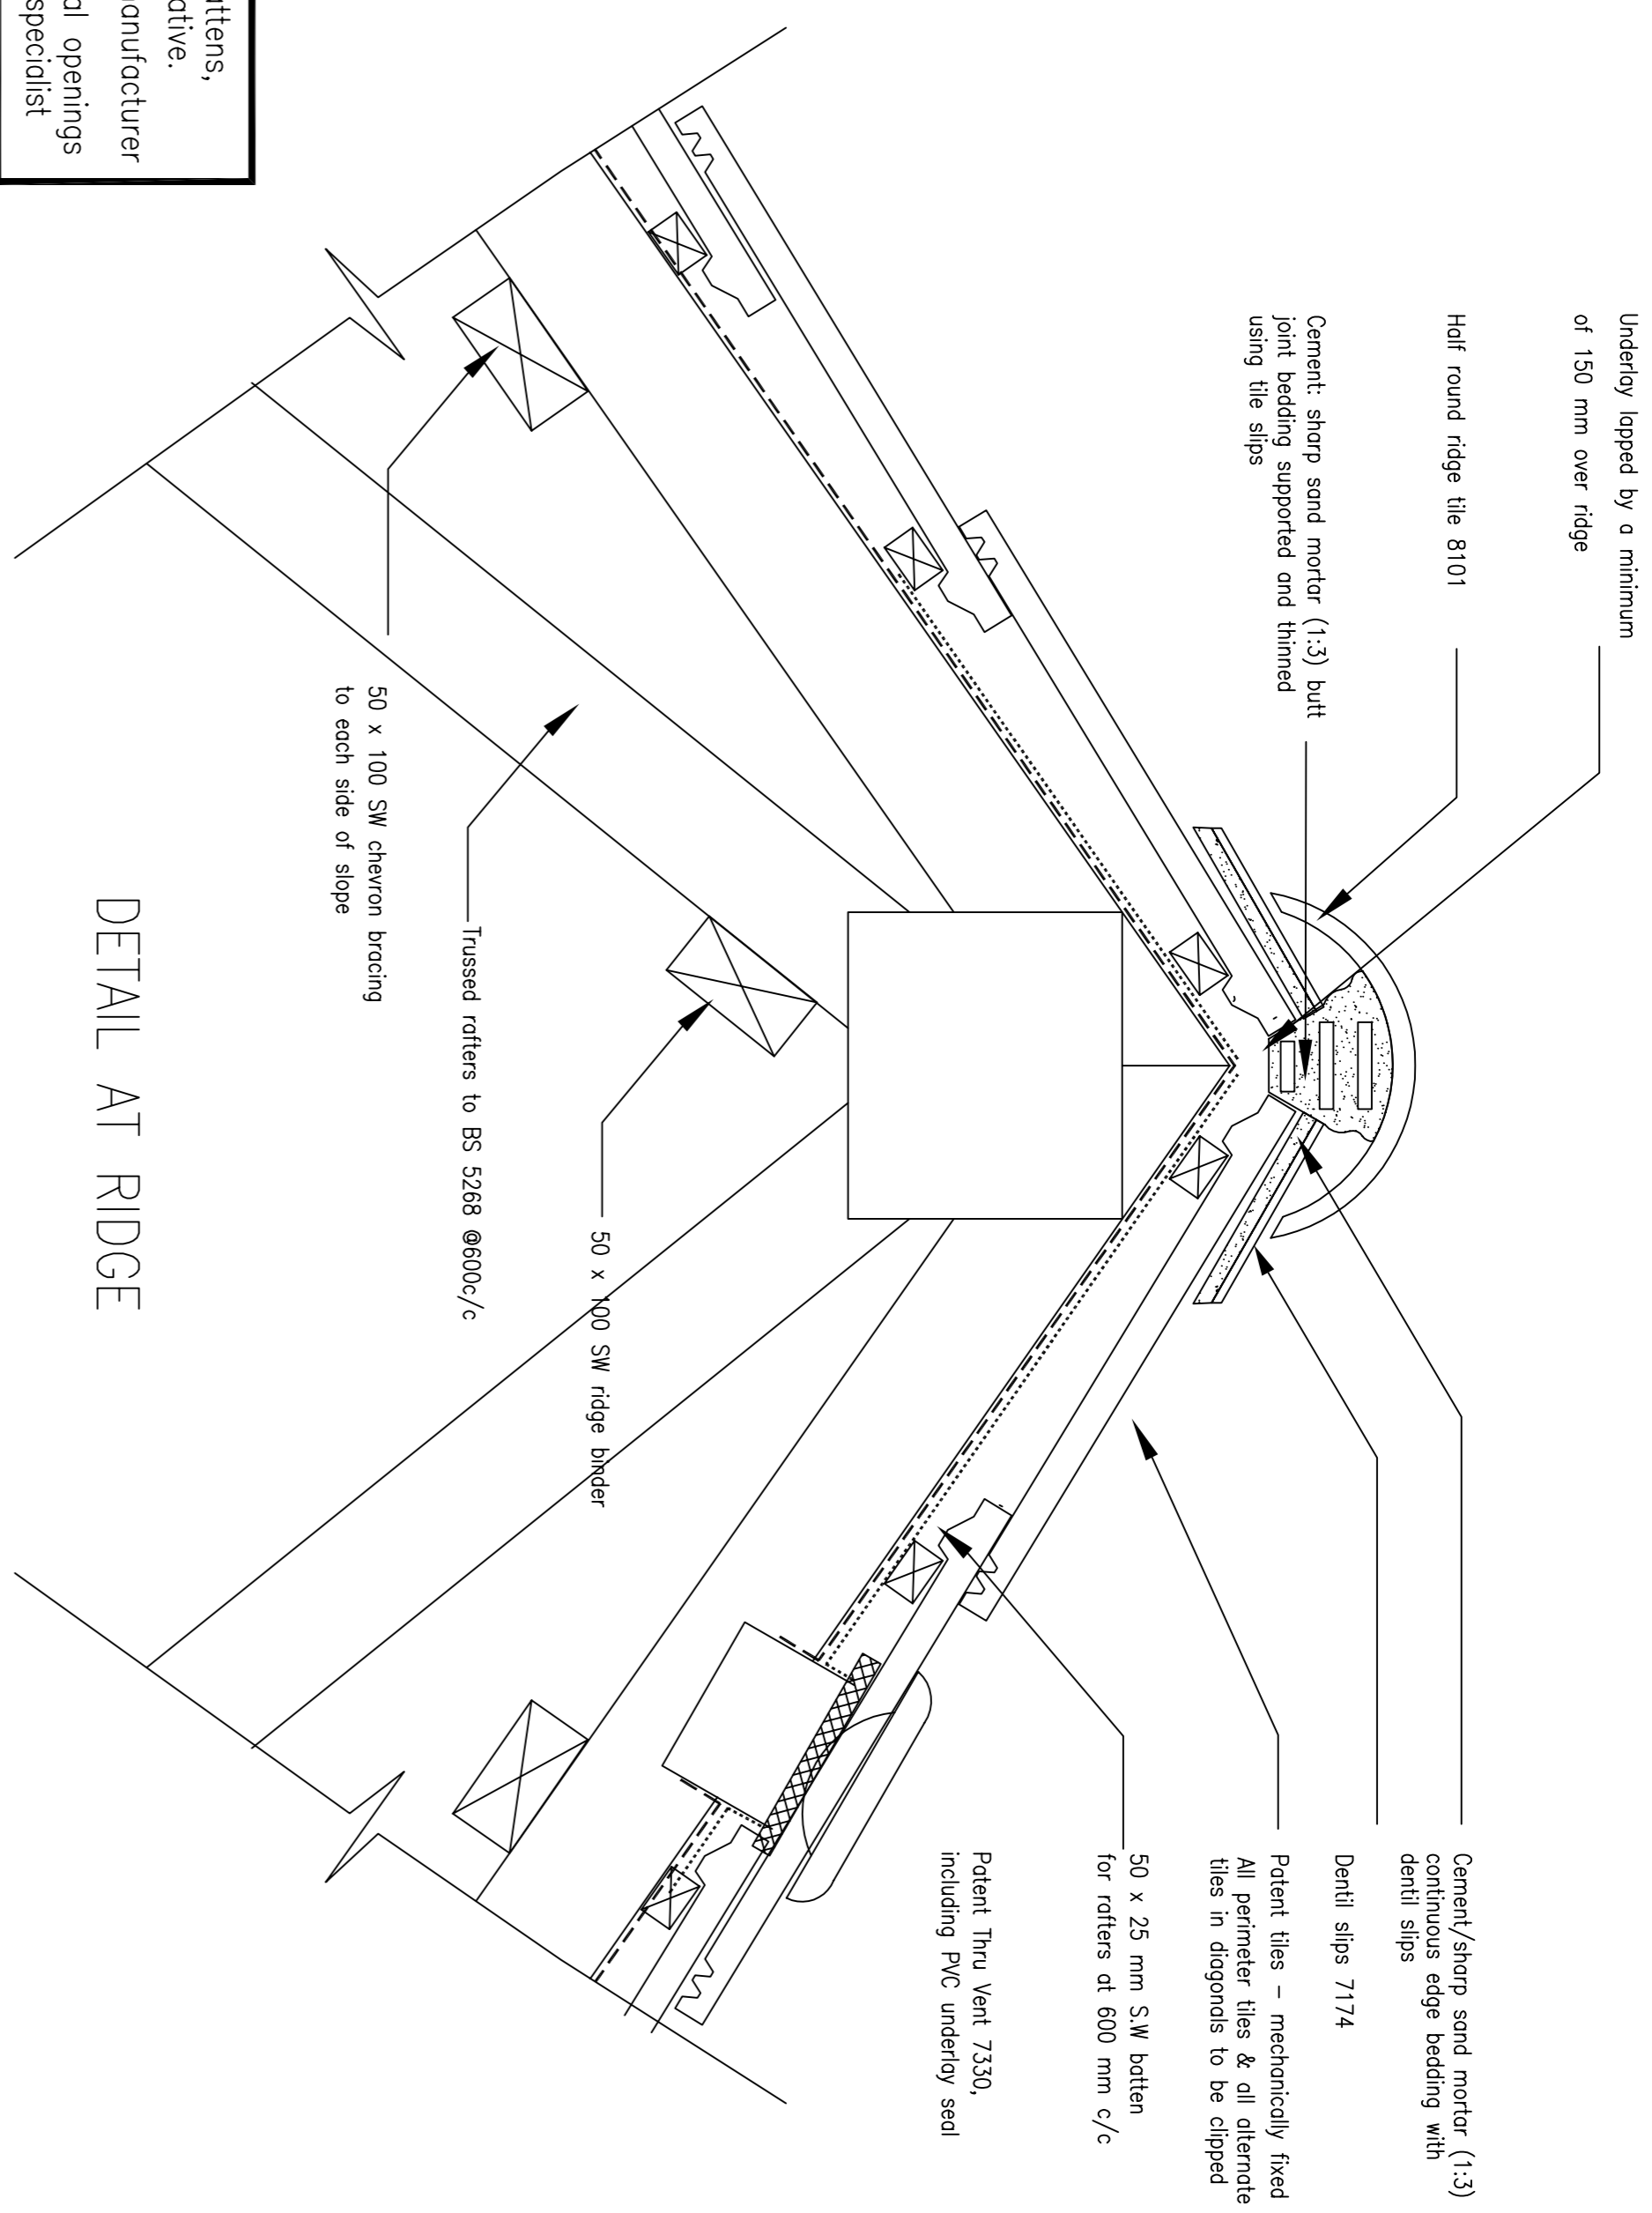 Underlay lapped by a minimum
of 150 mm over ridge
Half round ridge tile 8101
Cement: sharp sand mortar (1:3) butt
joint bedding supported and thinned
using tile slips
Cement/sharp sand mortar (1:3)
continuous edge bedding with
dentil slips
Dentil slips 7174
Patent tiles – mechanically fixed
All perimeter tiles & all alternate
tiles in diagonals to be clipped
50 x 25 mm S.W batten
for rafters at 600 mm c/c
Patent Thru Vent 7330,
including PVC underlay seal
50 x 100 SW ridge binder
Trussed rafters to BS 5268 @600c/c
50 x 100 SW chevron bracing
to each side of slope
DETAIL AT RIDGE
openings
specialist